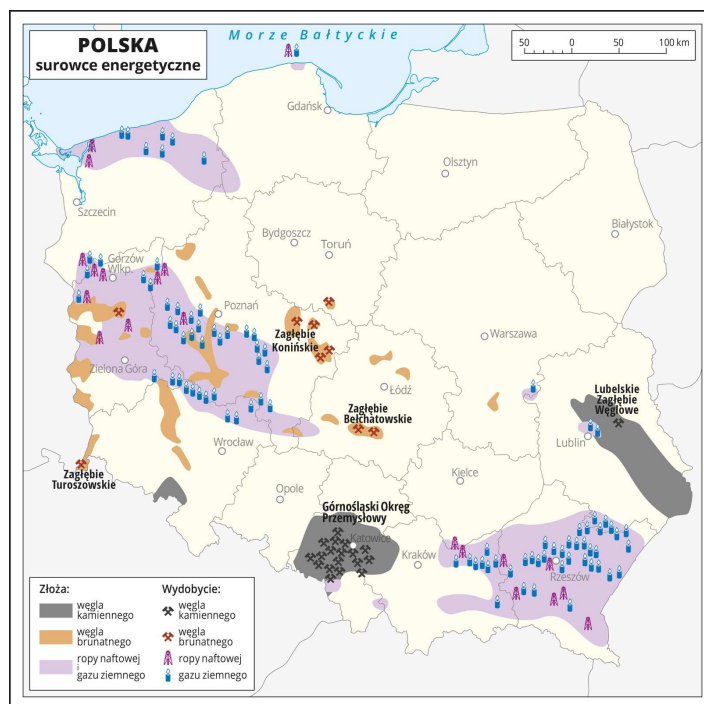 POLSKA
surowce energetyczne
Morze Bałtyckie
50 0 50 100 km
Gdańsk
Olsztyn
Szczecin
Białystok
Bydgoszcz
Toruń
Gorzów
Wlkp.
Poznań
Warszawa
Zagłębie
Konińskie
Zielona Góra
Łódź
Lubelskie
Zagłębie
Węglowe
Zagłębie
Bełchatowskie
Lublin
Wrocław
Zagłębie
Turoszowskie
Kielce
Opole
Górnośląski Okręg
Przemysłowy
Katowice
Kraków
Rzeszów
Złoża:
węgla
kamiennego
węgla
brunatnego
ropy naftowej
i
gazu ziemnego
Wydobycie:
węgla
kamiennego
węgla
brunatnego
ropy naftowej
gazu ziemnego